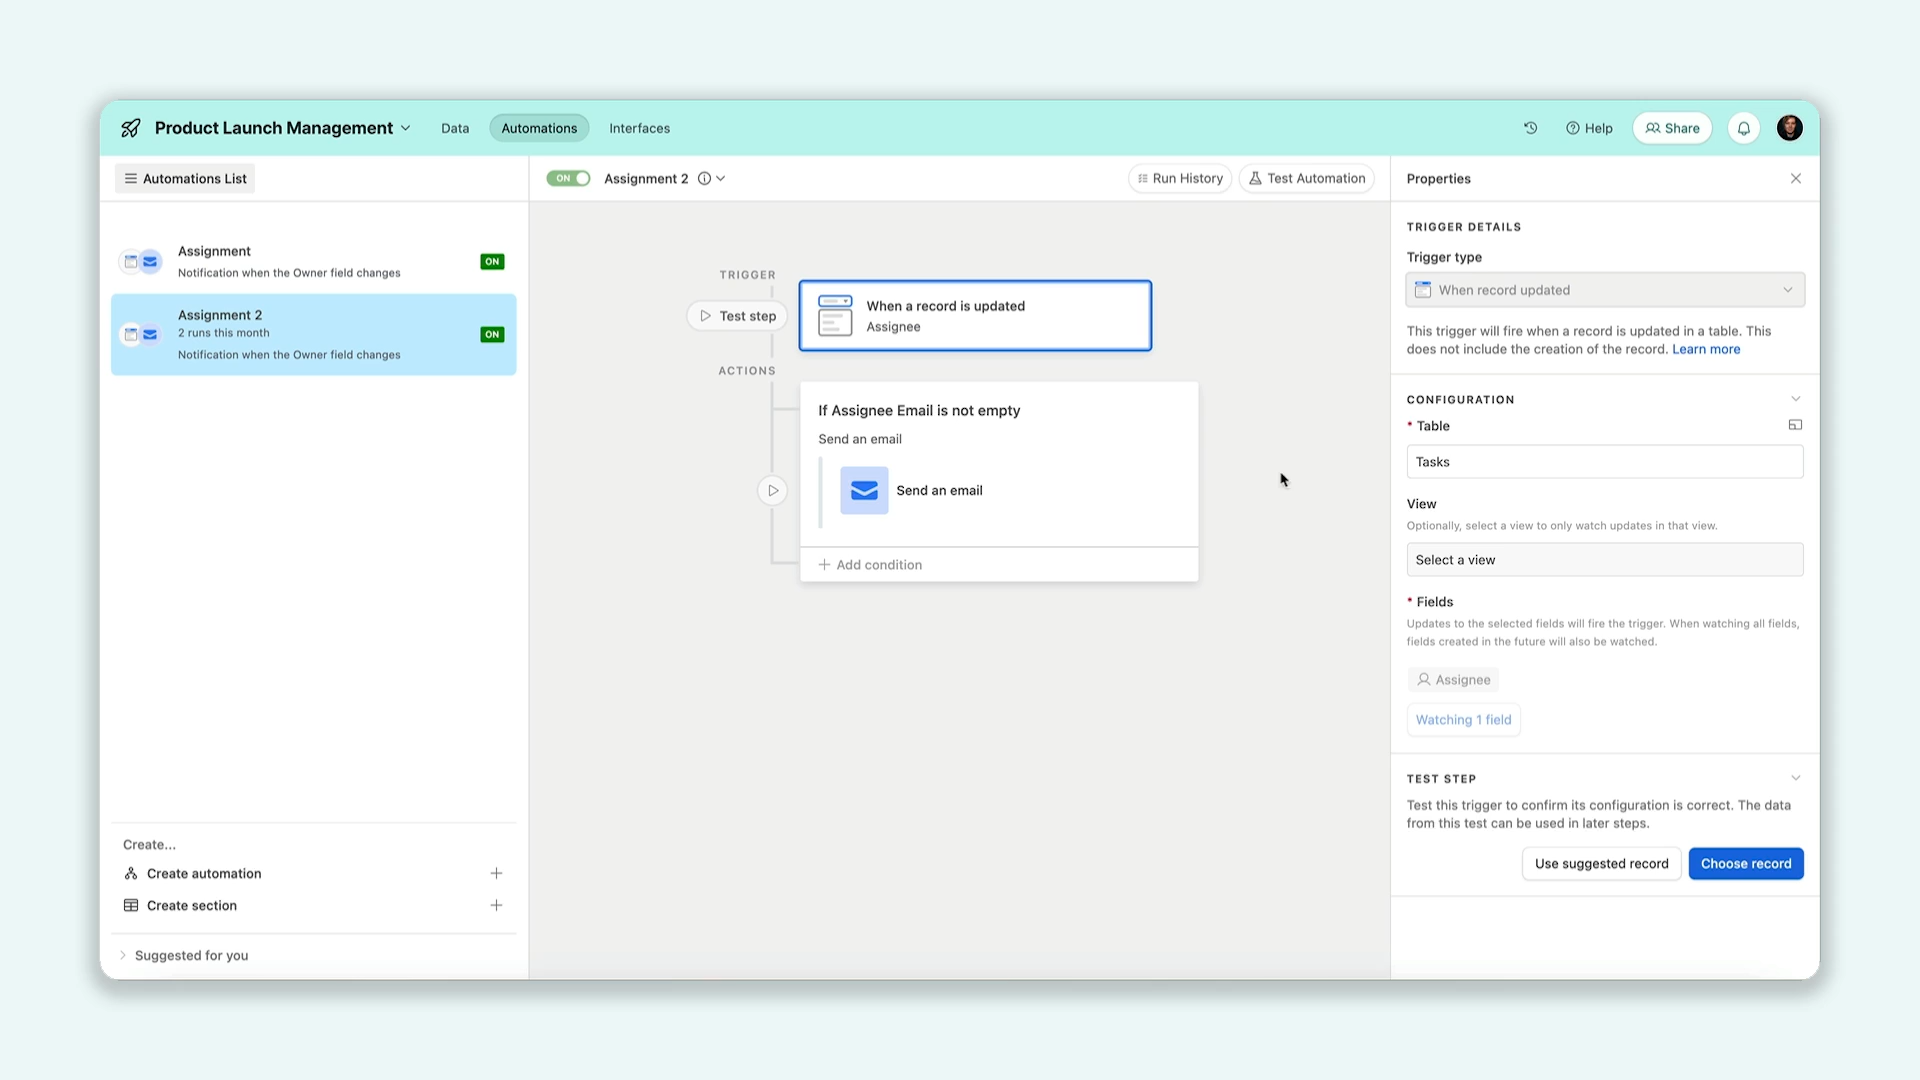 Product Launch Management
Data
Automations
Interfaces
Help
Share
Automations List
ON
Assignment 2
Run History
Test Automation
Properties
Assignment
Notification when the Owner field changes
ON
Assignment 2
2 runs this month
Notification when the Owner field changes
ON
Create...
Create automation
Create section
Suggested for you
TRIGGER
Test step
When a record is updated
Assignee
ACTIONS
If Assignee Email is not empty
Send an email
Send an email
Add condition
TRIGGER DETAILS
Trigger type
When record updated
This trigger will fire when a record is updated in a table. This
does not include the creation of the record. Learn more
CONFIGURATION
* Table
Tasks
View
Optionally, select a view to only watch updates in that view.
Select a view
* Fields
Updates to the selected fields will fire the trigger. When watching all fields,
fields created in the future will also be watched.
Assignee
Watching 1 field
TEST STEP
Test this trigger to confirm its configuration is correct. The data
from this test can be used in later steps.
Use suggested record
Choose record